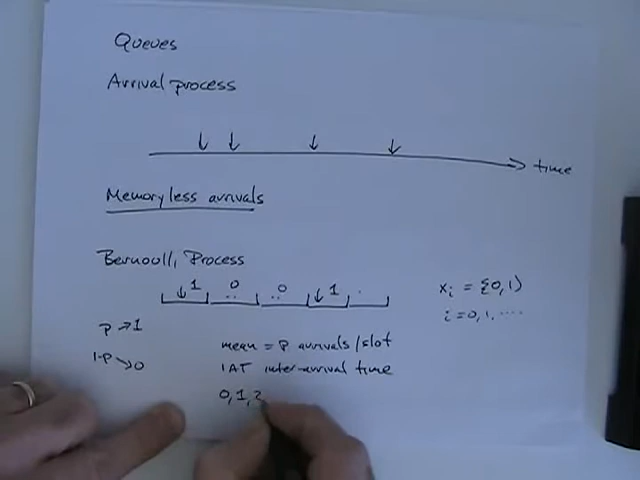 Queues
Arrival process
time
Memoryless arrivals
Bernoulli Process
1 0 0 1
x_i = {0,1)
i = 0, 1, ....
p → 1
1-p → 0
mean = p arrivals/slot
IAT inter-arrival time
0, 1, 2